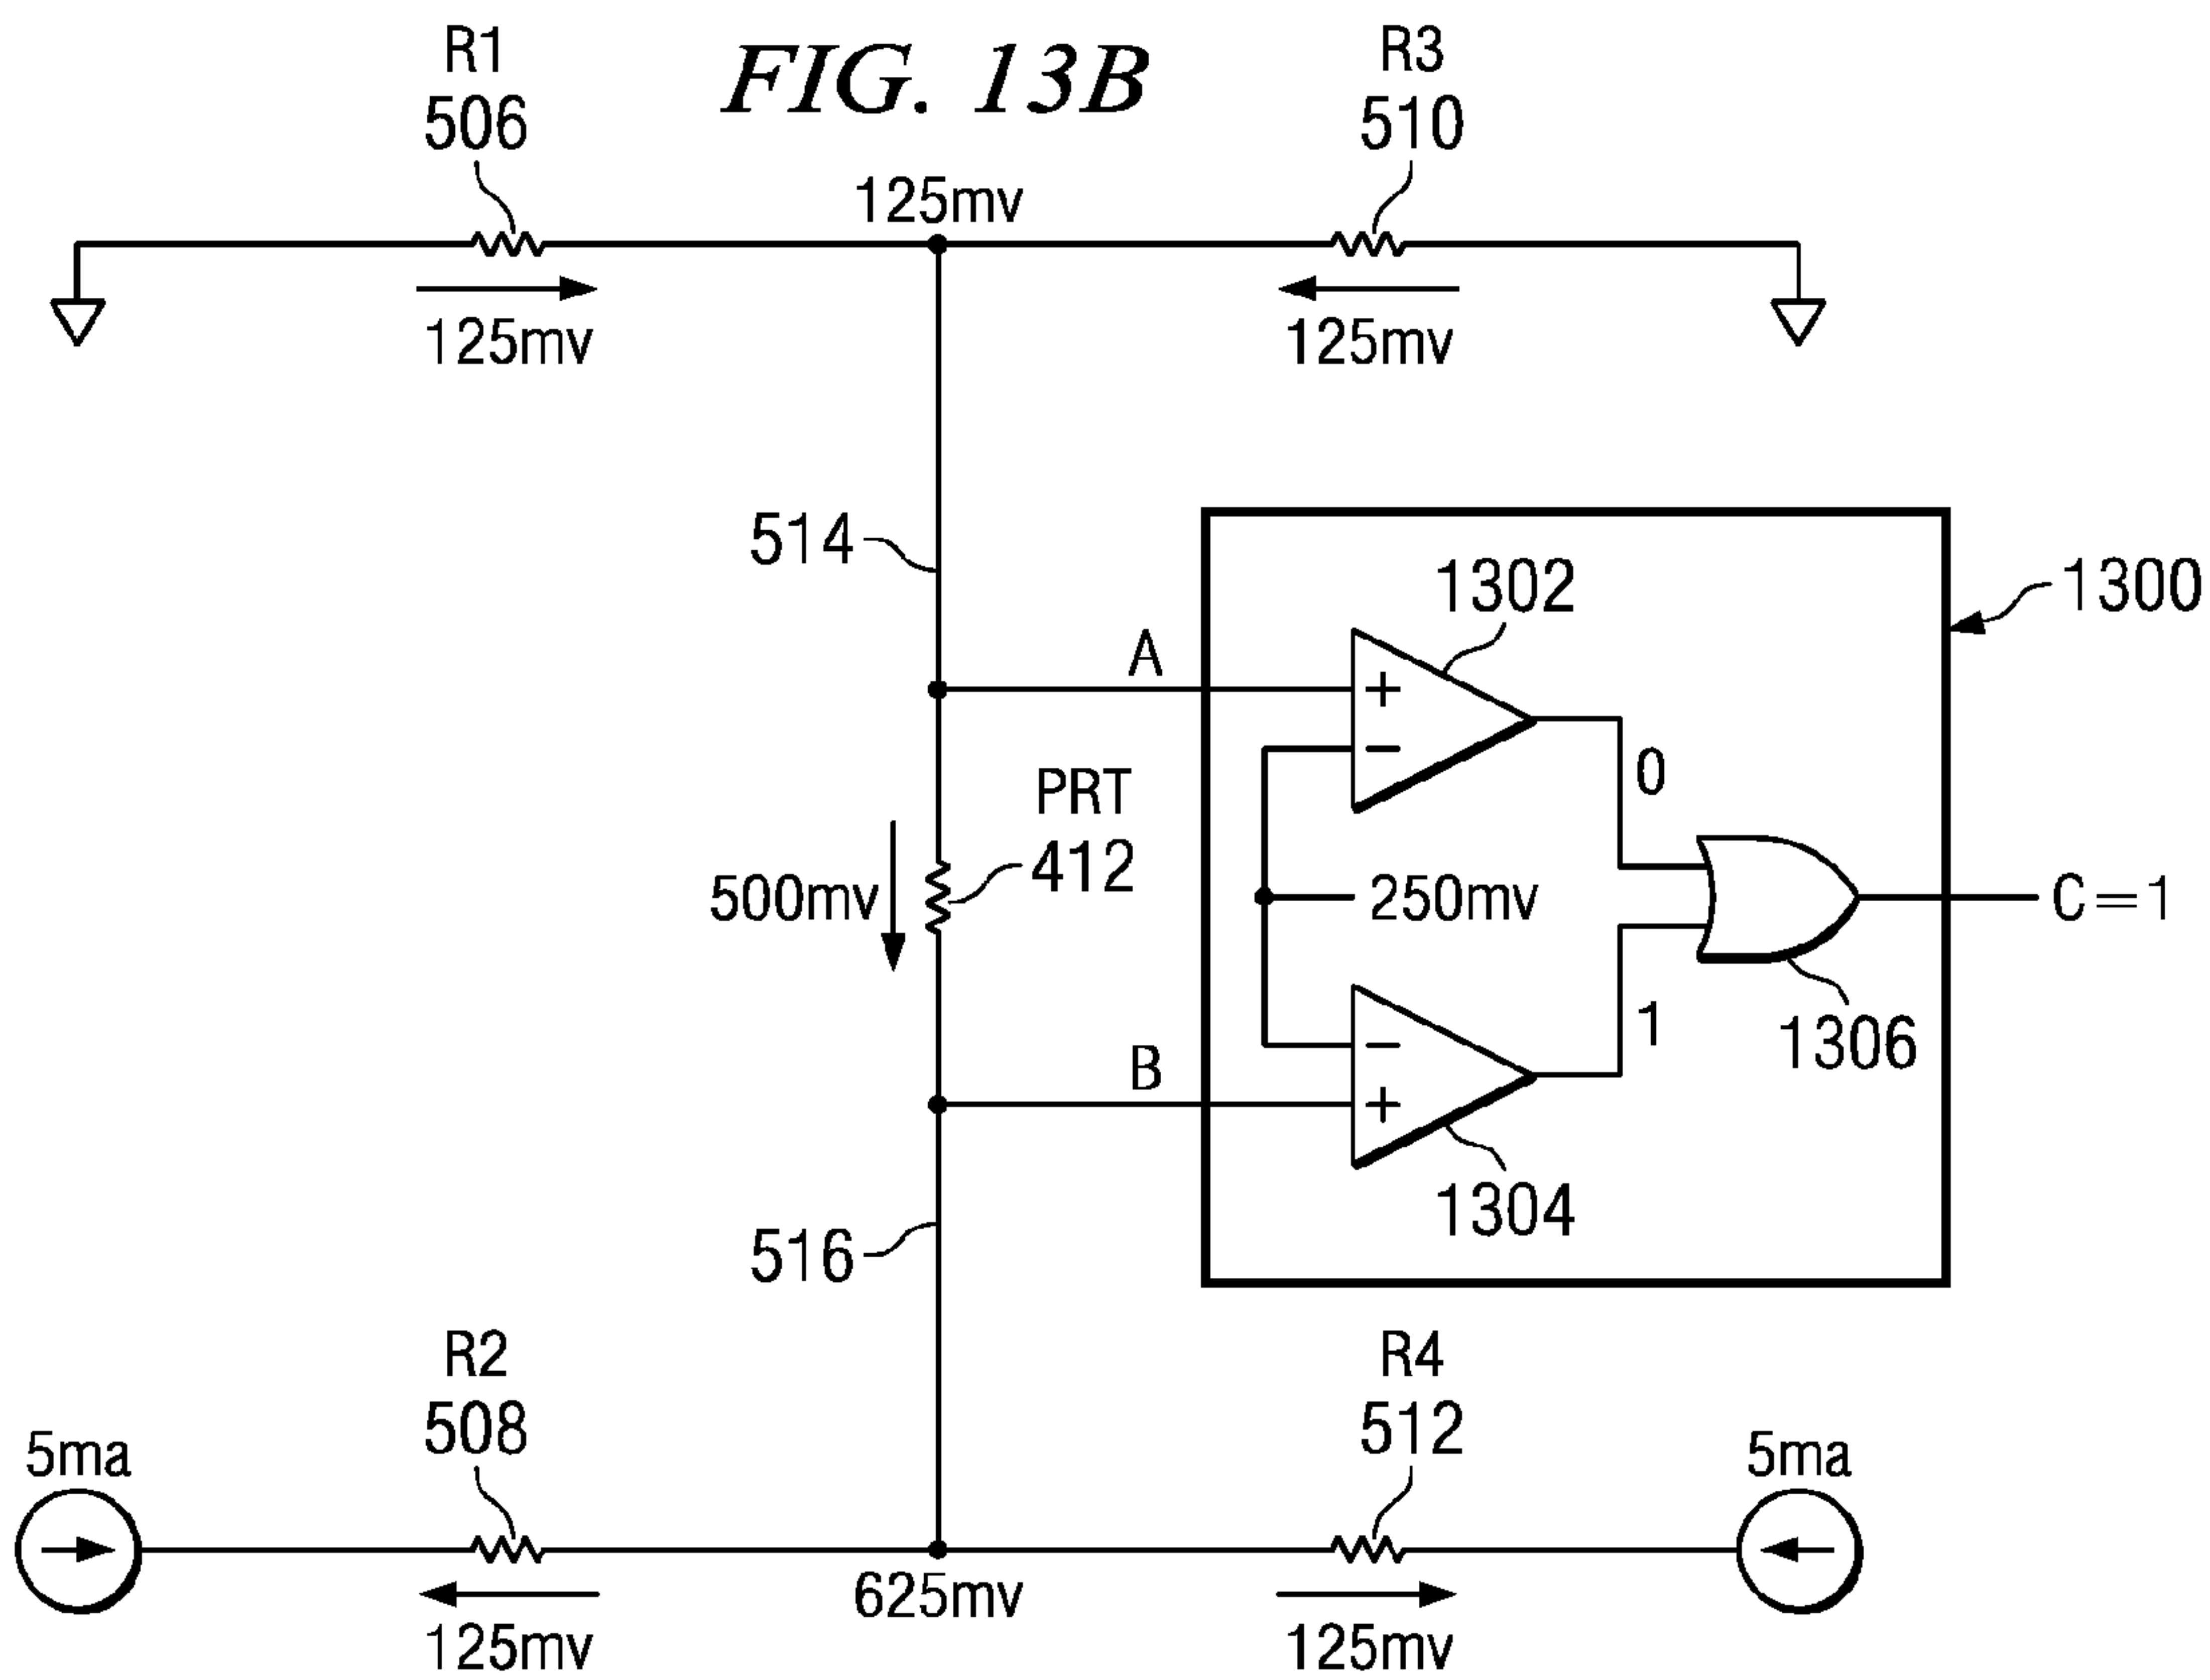 FIG. 13B
R1
506
R3
510
125mv
125mv
125mv
514
1302
1300
A
+
−
0
PRT
412
500mv
250mv
C=1
1
1306
B
−
+
1304
516
R2
508
R4
512
5ma
5ma
625mv
125mv
125mv